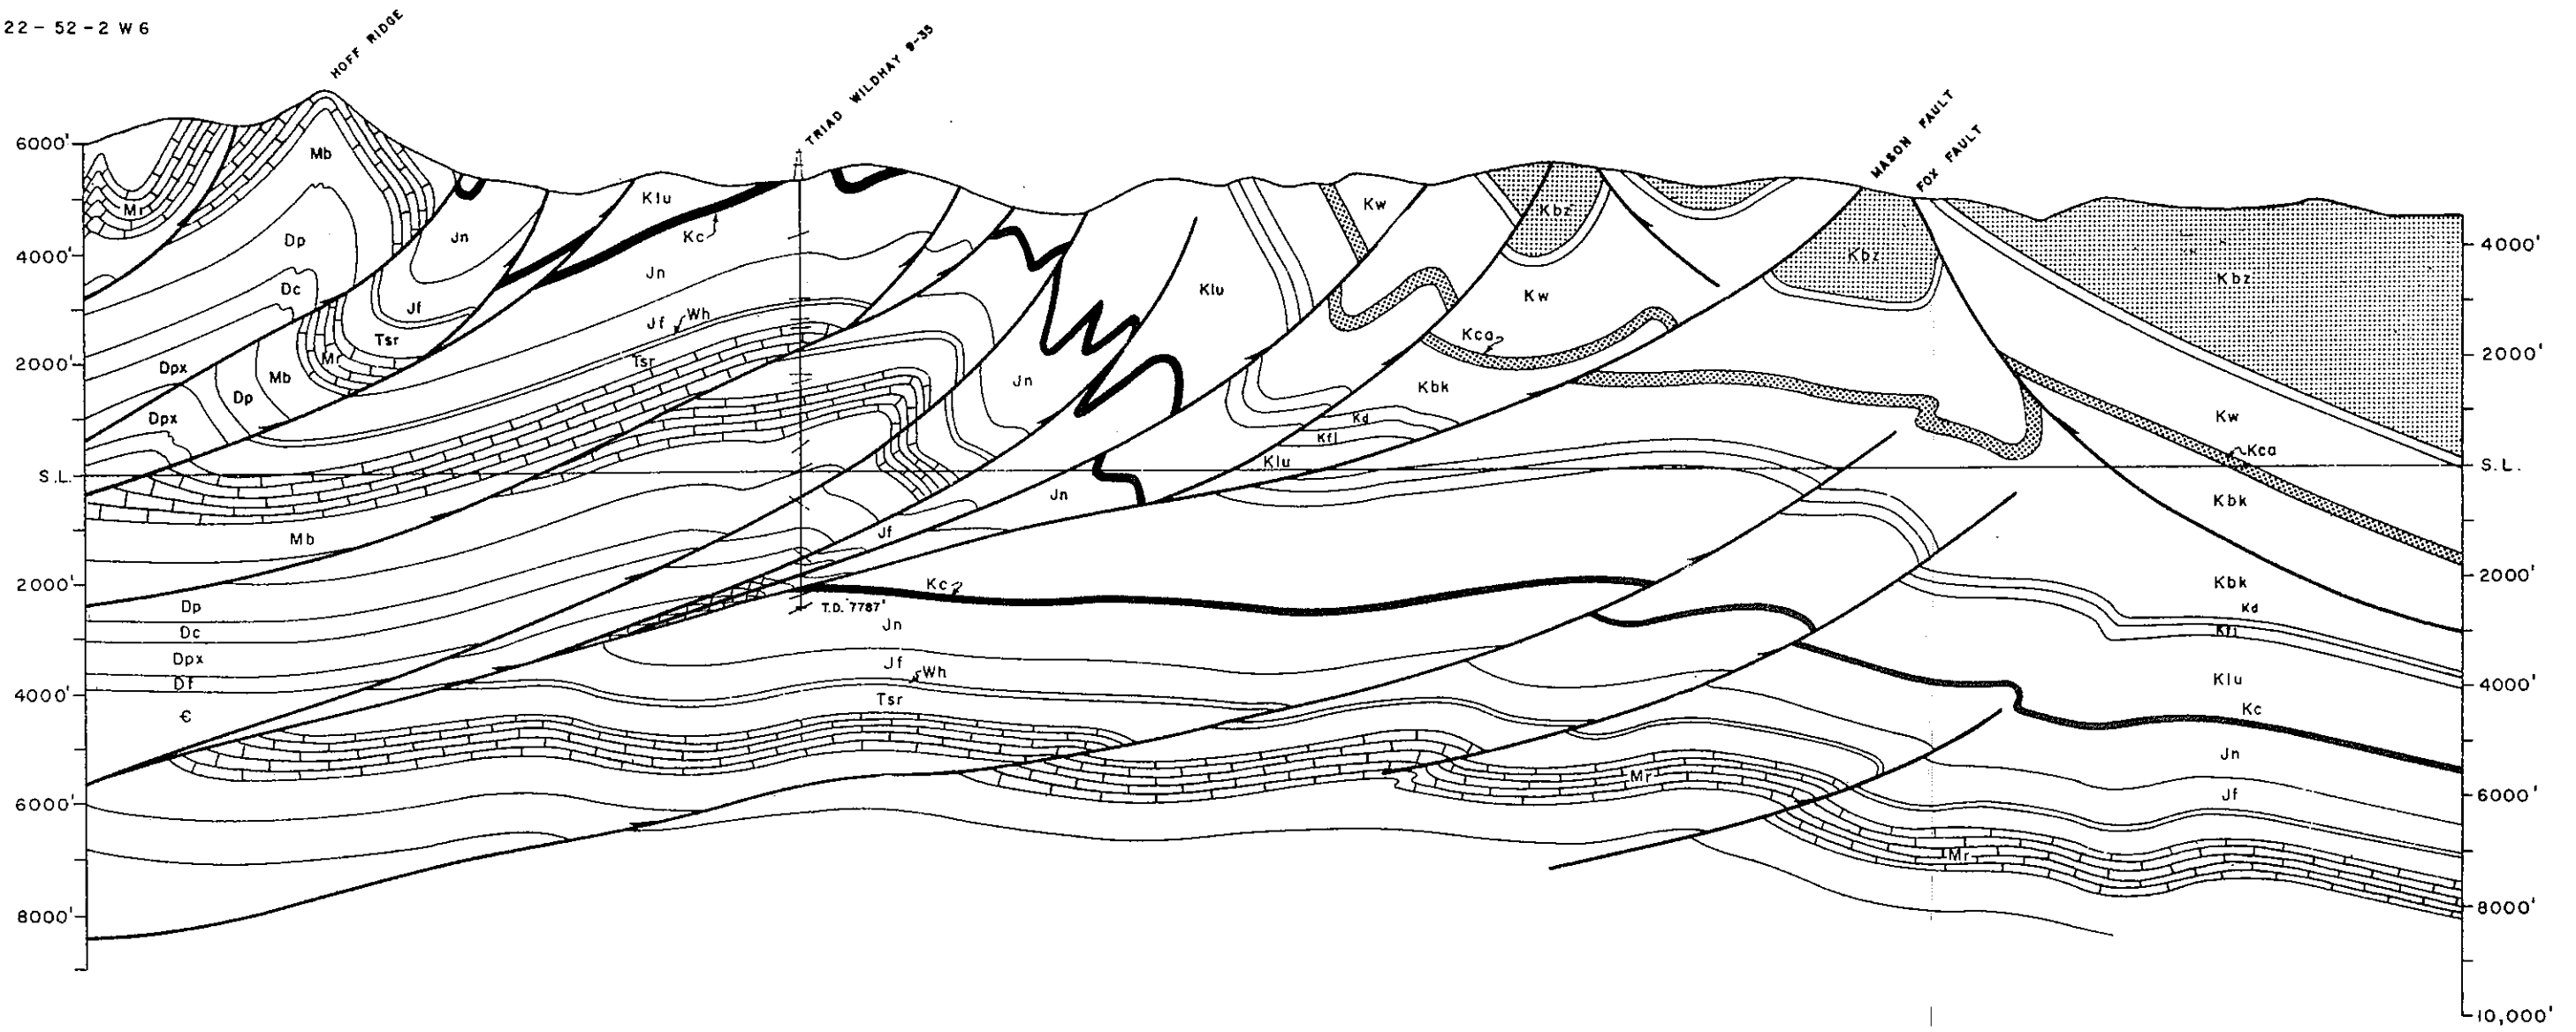 22-52-2 W6
HOFF RIDGE
TRIAD WILDHAY 9-35
MASON FAULT
FOX FAULT
6000'
4000'
2000'
S.L.
2000'
4000'
6000'
8000'
4000'
2000'
S.L.
2000'
4000'
6000'
8000'
10,000'
Mr
Mb
Dp
Dc
Dpx
Dpx
Dp
Mb
Mr
Tsr
Jf
Jn
Klu
Kc
Jn
Jf
Wh
Tsr
Mb
Dp
Dc
Dpx
Df
Є
Jn
Klu
Jn
Jf
Kc
T.D. 7787'
Jn
Jf
Wh
Tsr
Kw
Kbz
Kw
Kca
Kbk
Kd
Kfl
Klu
Kbz
Kbz
Kw
Kca
Kbk
Kbk
Kd
Kfl
Klu
Kc
Jn
Jf
Mr
Mr